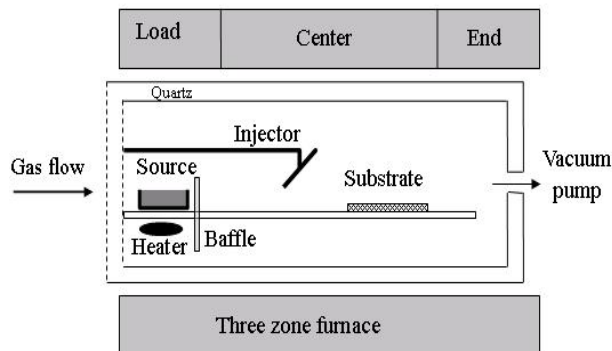 Load
Center
End
Quartz
Injector
Gas flow
Source
Substrate
Vacuum
pump
Heater
Baffle
Three zone furnace